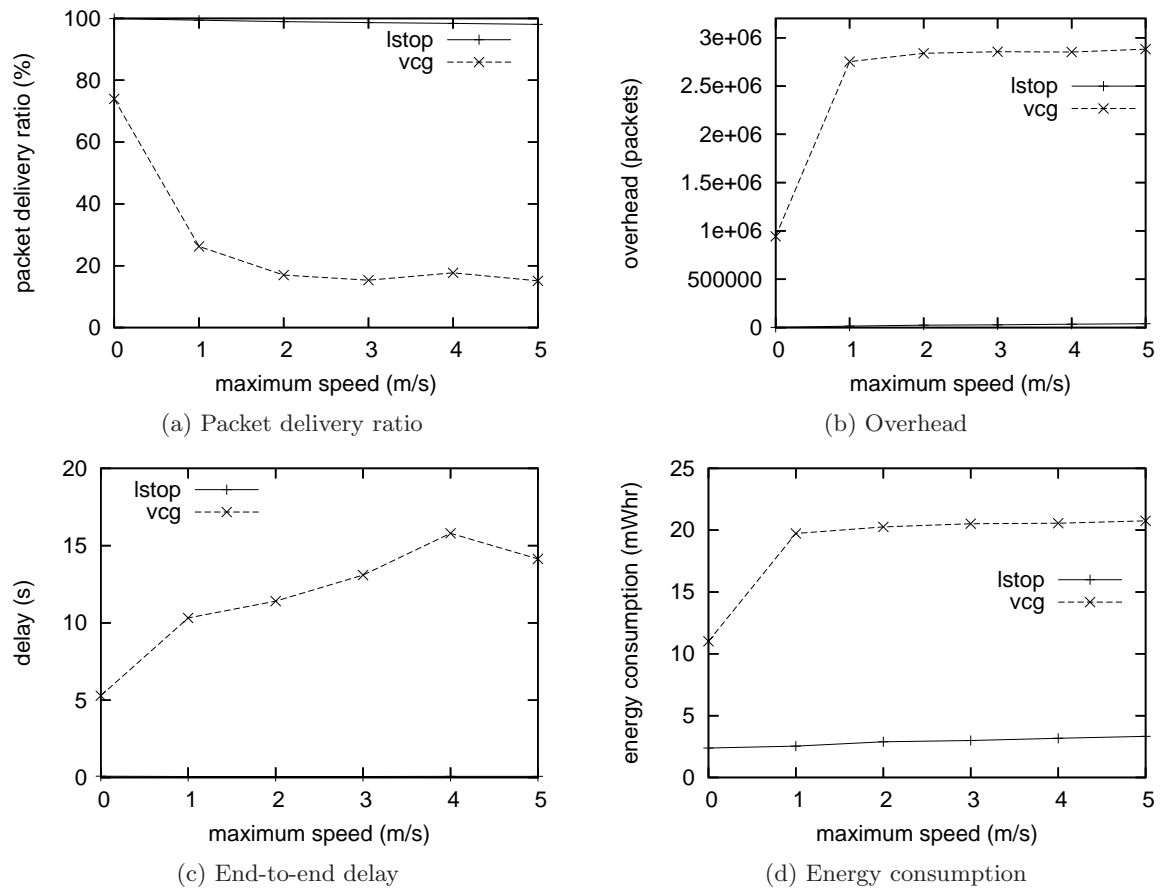 packet delivery ratio (%)
100
80
60
40
20
0
lstop
vcg
0 1 2 3 4 5
maximum speed (m/s)
(a) Packet delivery ratio
overhead (packets)
3e+06
2.5e+06
2e+06
1.5e+06
1e+06
500000
0
lstop
vcg
0 1 2 3 4 5
maximum speed (m/s)
(b) Overhead
delay (s)
20
15
10
5
0
lstop
vcg
0 1 2 3 4 5
maximum speed (m/s)
(c) End-to-end delay
energy consumption (mWhr)
25
20
15
10
5
0
lstop
vcg
0 1 2 3 4 5
maximum speed (m/s)
(d) Energy consumption